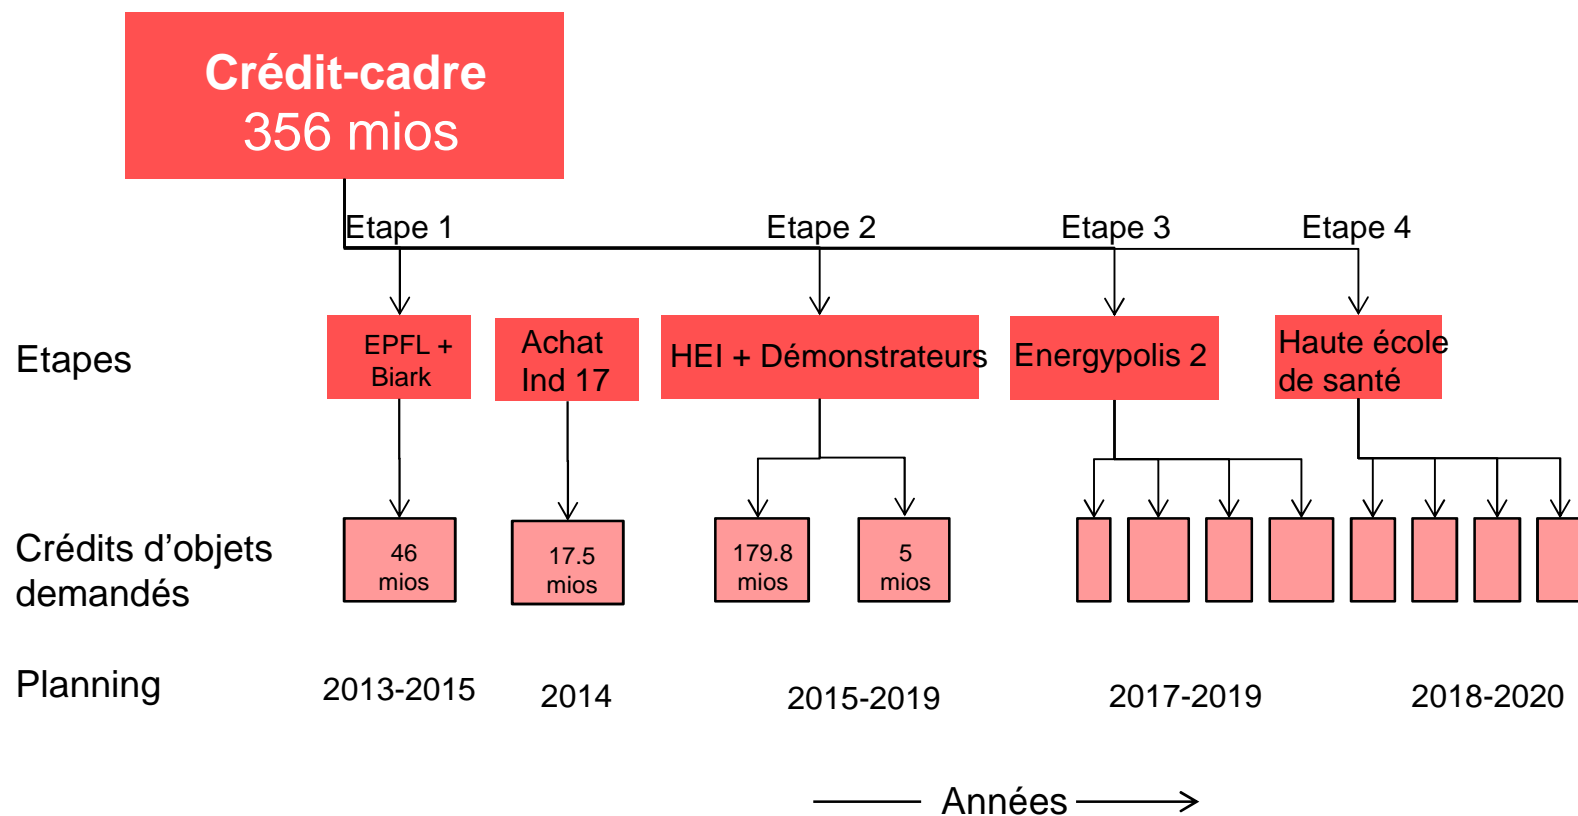 Crédit-cadre
356 mios
Etape 1
Etape 2
Etape 3
Etape 4
Etapes
EPFL +
Biark
Achat
Ind 17
HEI + Démonstrateurs
Energypolis 2
Haute école
de santé
Crédits d'objets
demandés
46
mios
17.5
mios
179.8
mios
5
mios
Planning
2013-2015
2014
2015-2019
2017-2019
2018-2020
Années